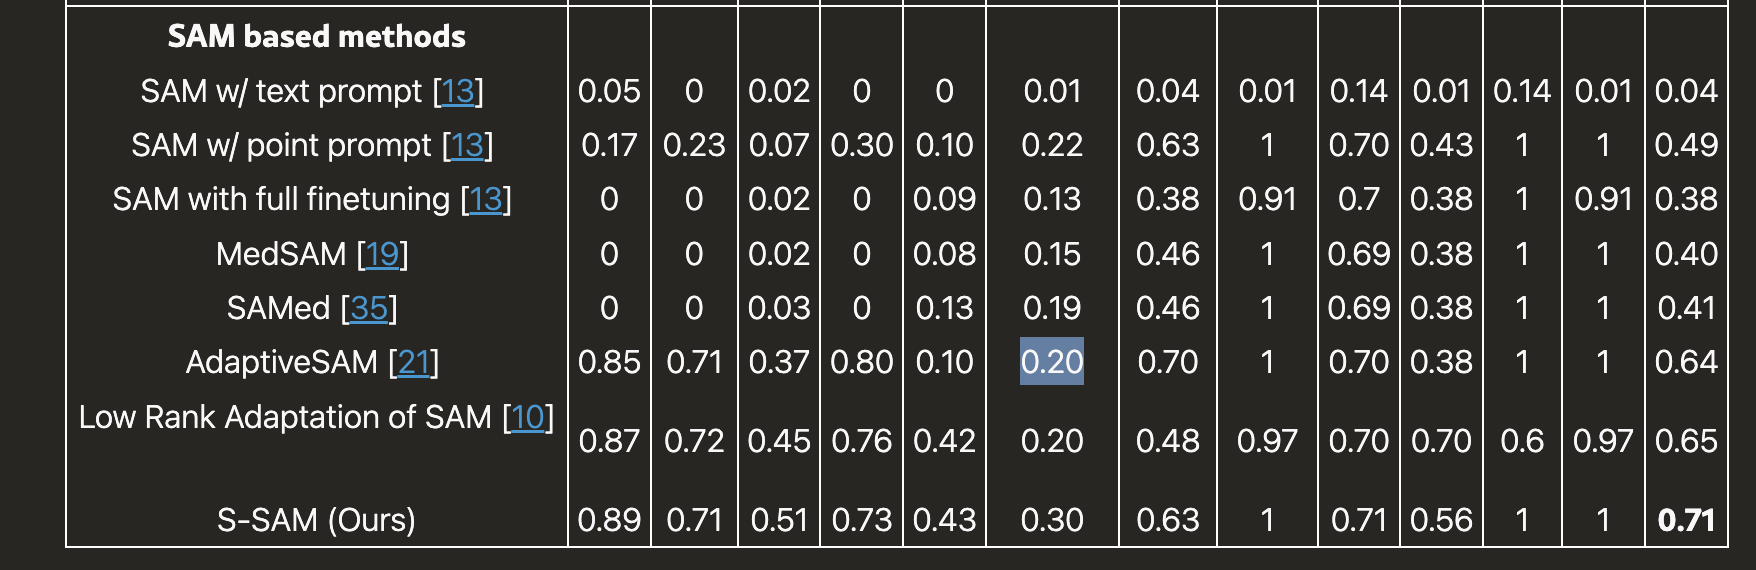 SAM based methods
SAM w/ text prompt [13] 0.05 0 0.02 0 0 0.01 0.04 0.01 0.14 0.01 0.14 0.01 0.04
SAM w/ point prompt [13] 0.17 0.23 0.07 0.30 0.10 0.22 0.63 1 0.70 0.43 1 1 0.49
SAM with full finetuning [13] 0 0 0.02 0 0.09 0.13 0.38 0.91 0.7 0.38 1 0.91 0.38
MedSAM [19] 0 0 0.02 0 0.08 0.15 0.46 1 0.69 0.38 1 1 0.40
SAMed [35] 0 0 0.03 0 0.13 0.19 0.46 1 0.69 0.38 1 1 0.41
AdaptiveSAM [21] 0.85 0.71 0.37 0.80 0.10 0.20 0.70 1 0.70 0.38 1 1 0.64
Low Rank Adaptation of SAM [10] 0.87 0.72 0.45 0.76 0.42 0.20 0.48 0.97 0.70 0.70 0.6 0.97 0.65
S-SAM (Ours) 0.89 0.71 0.51 0.73 0.43 0.30 0.63 1 0.71 0.56 1 1 0.71